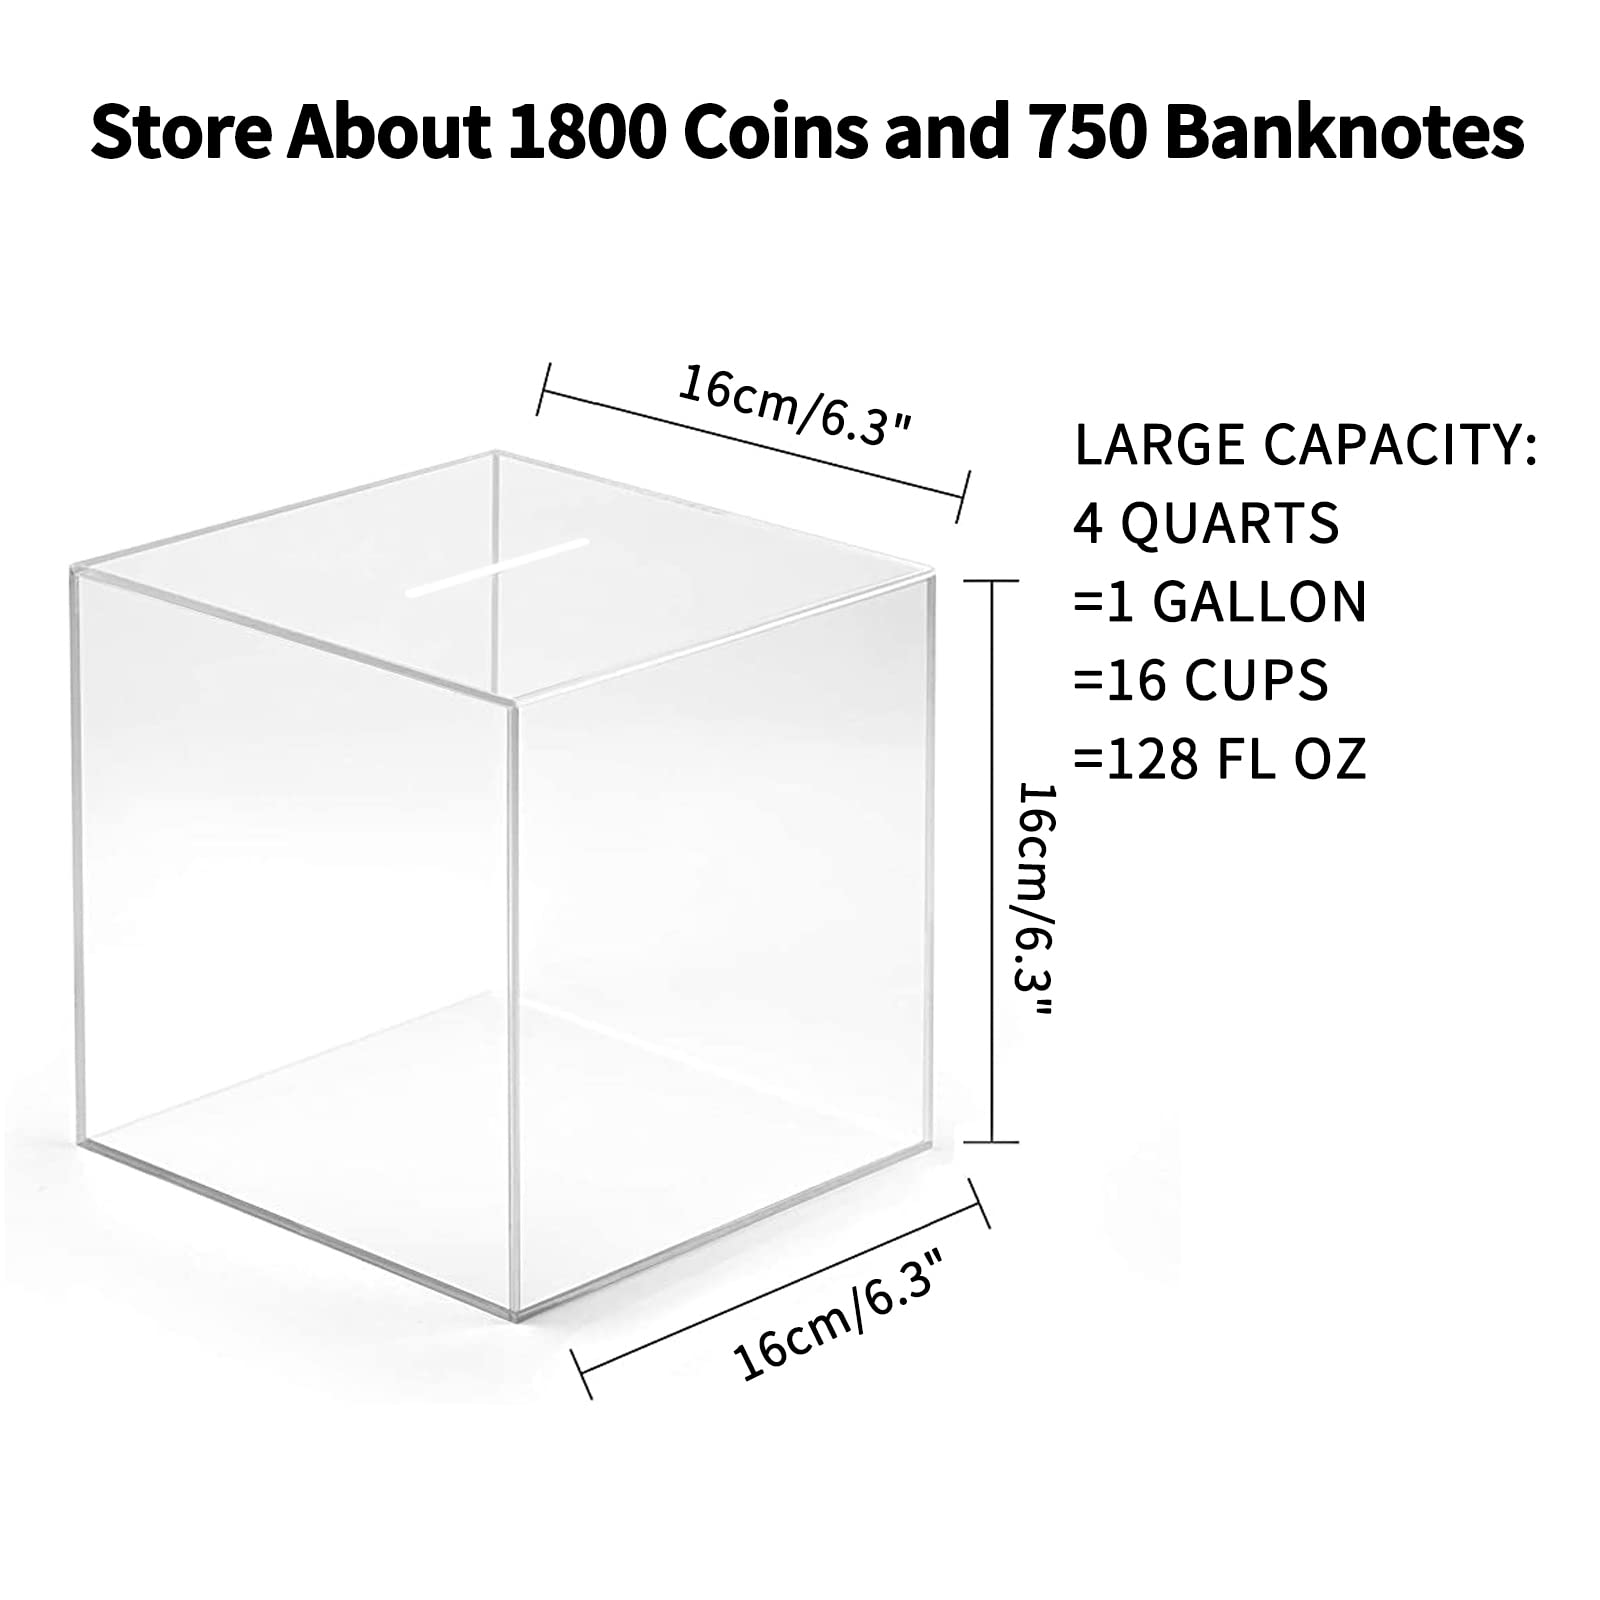 Store About 1800 Coins and 750 Banknotes
16cm/6.3"
LARGE CAPACITY:
4 QUARTS
=1 GALLON
=16 CUPS
=128 FL OZ
16cm/6.3"
16cm/6.3"